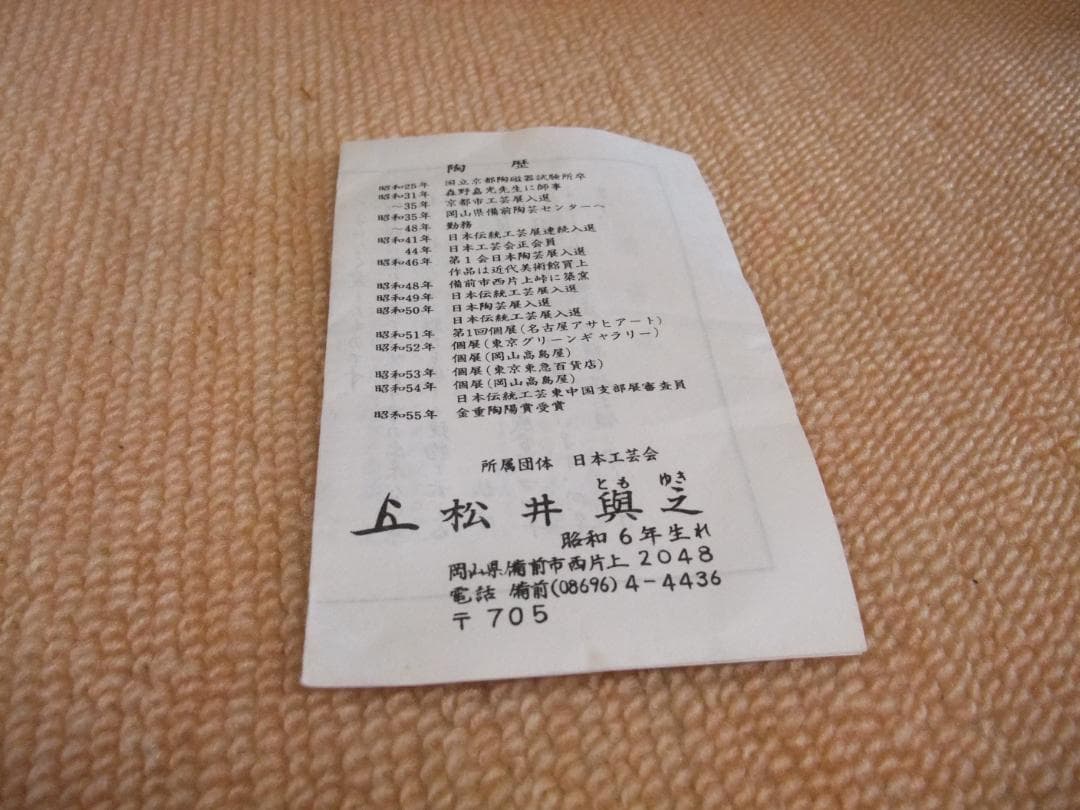 陶歴
昭和25年 国立京都陶磁器試験所卒
昭和31年 森野嘉光先生に師事
〜35年 京都市工芸展入選
昭和35年 岡山県備前陶芸センターへ
〜48年 勤務
昭和41年 日本伝統工芸展連続入選
44年 日本工芸会正会員
昭和46年 第1会日本陶芸展入選
作品は近代美術館買上
昭和48年 備前市西片上峠に築窯
昭和49年 日本伝統工芸展入選
昭和50年 日本陶芸展入選
日本伝統工芸展入選
昭和51年 第1回個展(名古屋アサヒアート)
昭和52年 個展(東京グリーンギャラリー)
個展(岡山高島屋)
昭和53年 個展(東京東急百貨店)
昭和54年 個展(岡山高島屋)
日本伝統工芸東中国支部展審査員
昭和55年 金重陶陽賞受賞
所属団体 日本工芸会
とも ゆき
松井與之
昭和6年生れ
岡山県備前市西片上2048
電話 備前(08696)4-4436
〒705